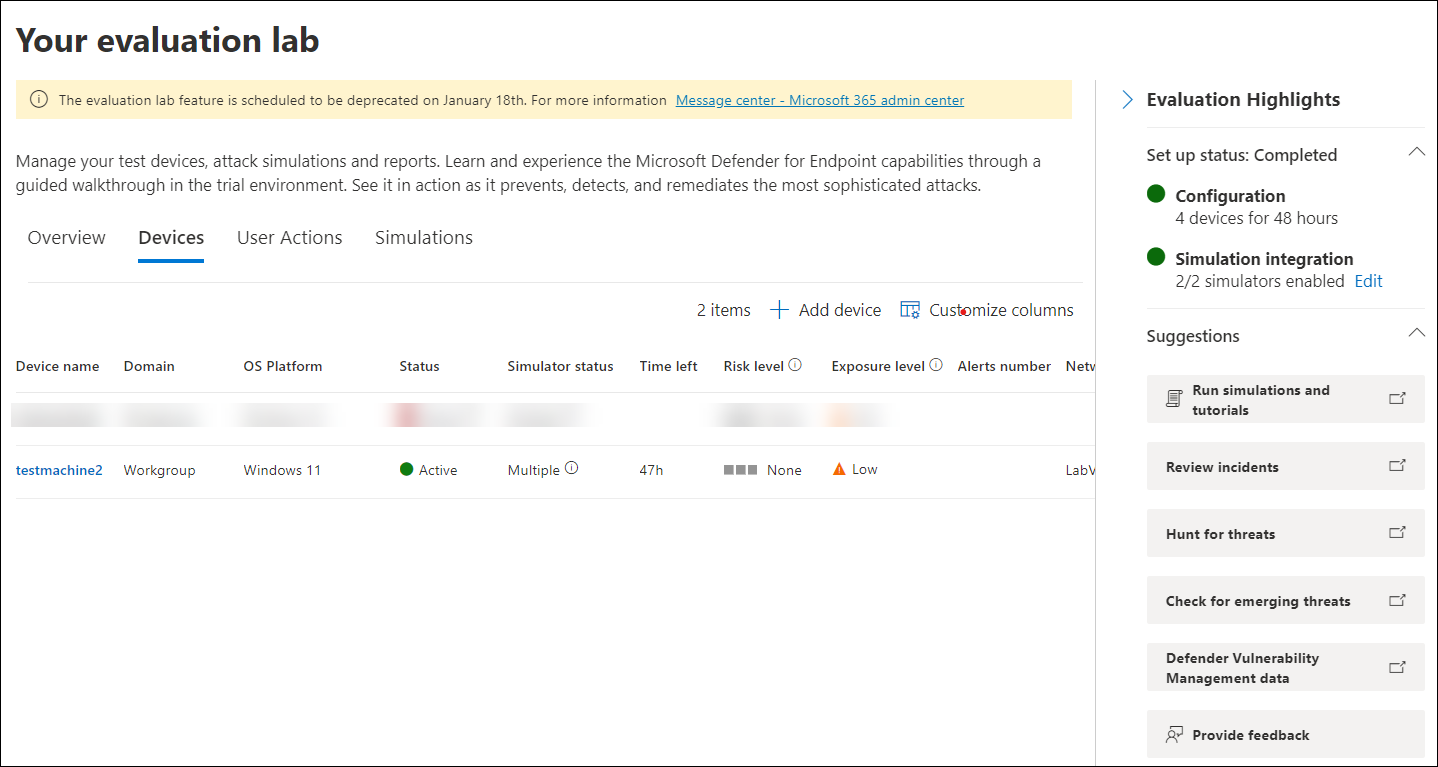 Your evaluation lab
The evaluation lab feature is scheduled to be deprecated on January 18th. For more information Message center - Microsoft 365 admin center
Manage your test devices, attack simulations and reports. Learn and experience the Microsoft Defender for Endpoint capabilities through a
guided walkthrough in the trial environment. See it in action as it prevents, detects, and remediates the most sophisticated attacks.
Overview Devices User Actions Simulations
2 items Add device Customize columns
Device name Domain OS Platform Status Simulator status Time left Risk level Exposure level Alerts number Netw
testmachine2 Workgroup Windows 11 Active Multiple 47h None Low LabV
Evaluation Highlights
Set up status: Completed
Configuration
4 devices for 48 hours
Simulation integration
2/2 simulators enabled Edit
Suggestions
Run simulations and
tutorials
Review incidents
Hunt for threats
Check for emerging threats
Defender Vulnerability
Management data
Provide feedback